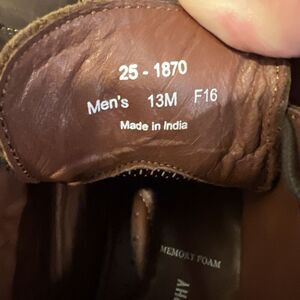 25 - 1870
Men's 13M F16
Made in India
MEMORY FOAM